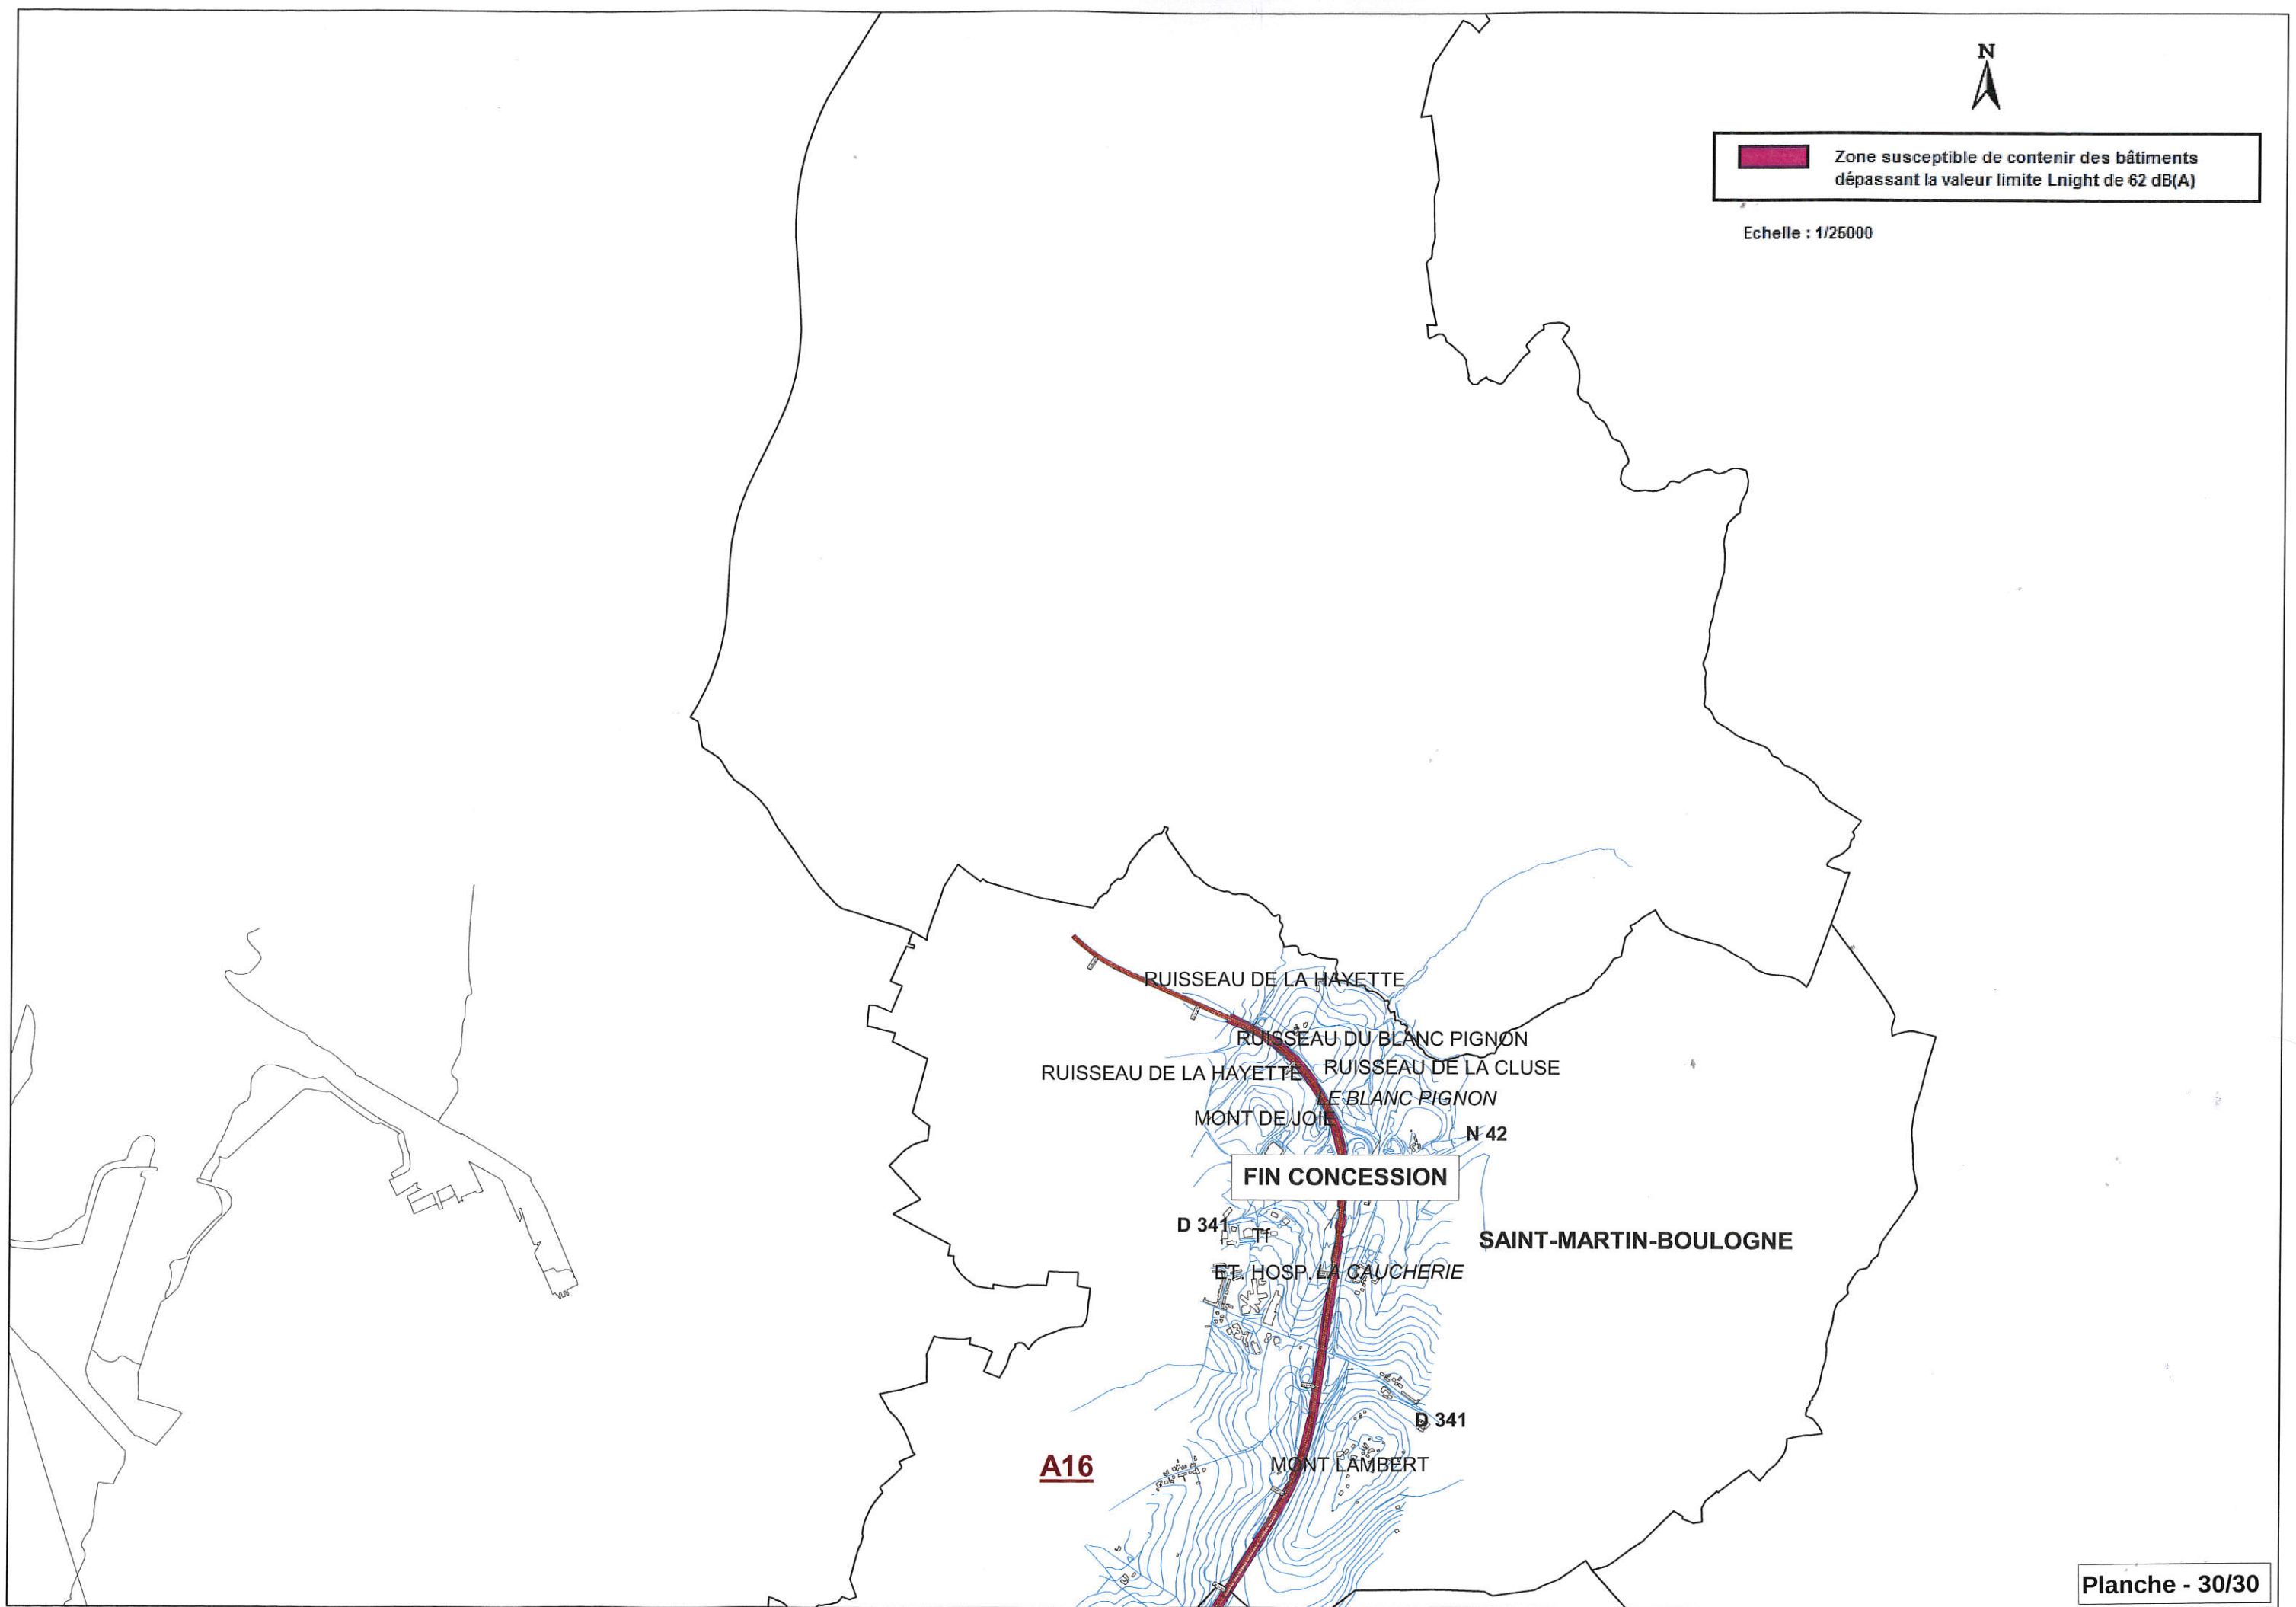 N
Zone susceptible de contenir des bâtiments
dépassant la valeur limite Lnight de 62 dB(A)
Echelle : 1/25000
RUISSEAU DE LA HAYETTE
RUISSEAU DU BLANC PIGNON
RUISSEAU DE LA HAYETTE
RUISSEAU DE LA CLUSE
LE BLANC PIGNON
MONT DE JOIE
N 42
FIN CONCESSION
D 341
Tf
SAINT-MARTIN-BOULOGNE
ET. HOSP. LA CAUCHERIE
D 341
A16
MONT LAMBERT
Planche - 30/30